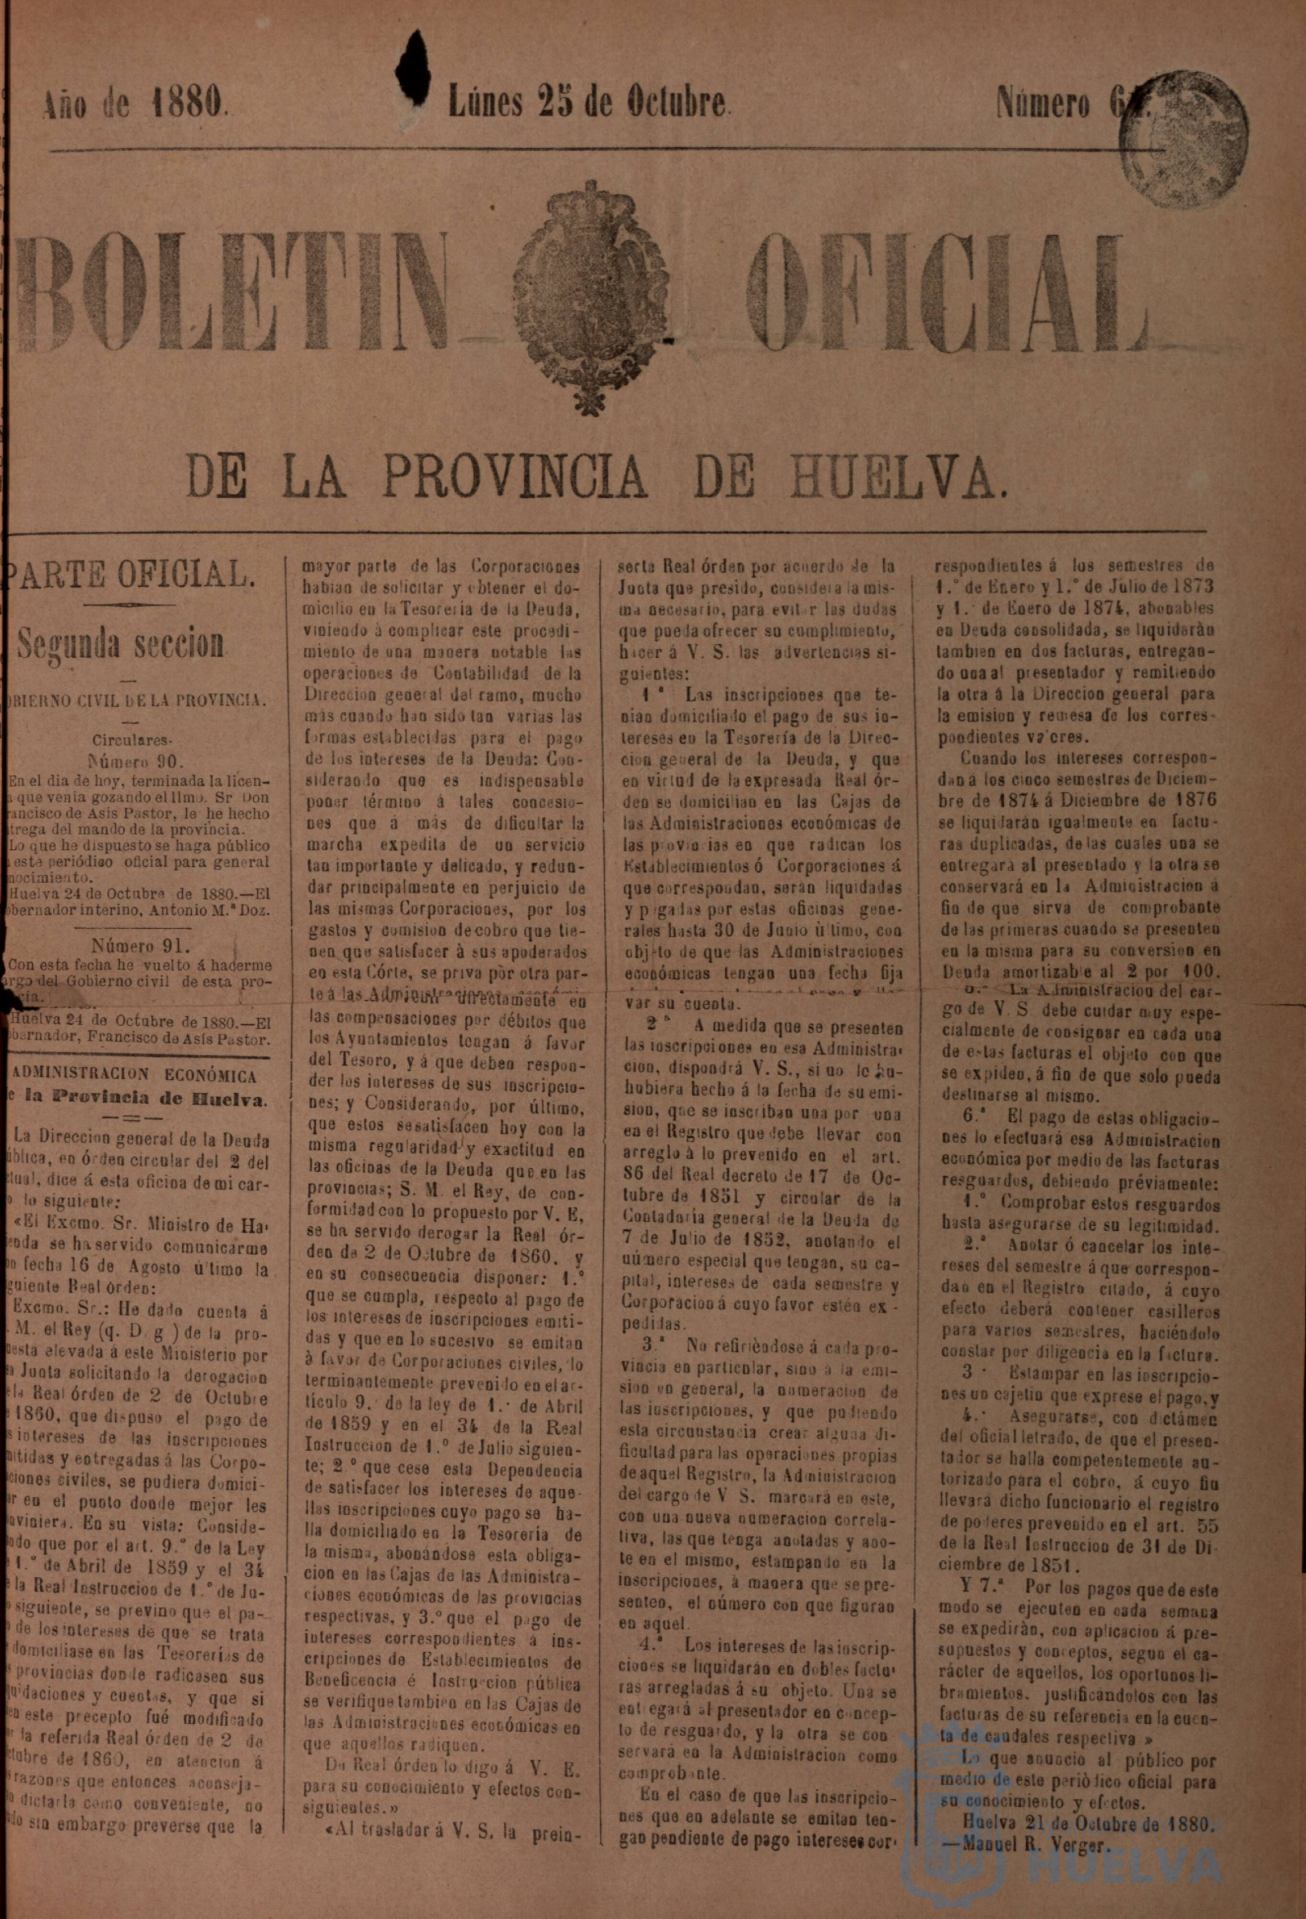 Año de 1880.
Lúnes 25 de Octubre.
Número
BOLETIN OFICIAL
DE LA PROVINCIA DE HUELVA.
PARTE OFICIAL.
Segunda seccion
CIVIL DE LA PROVINCIA.
Circulares.
Número 90.
En el dia de hoy, terminada la licen-
que venia gozando el Ilmo. Sr Don
de Asís Pastor, le he hecho
del mando de la provincia.
Lo que he dispuesto se haga público
este periódico oficial para general
Huelva 24 de Octubre de 1880.—El
interino, Antonio M.ª Doz.
Número 91.
Con esta fecha he vuelto á hacerme
del Gobierno civil de esta pro-
Huelva 24 de Octubre de 1880.—El
Francisco de Asís Pastor.
ADMINISTRACION ECONÓMICA
la Provincia de Huelva.
La Direccion general de la Deuda
en órden circular del 2 del
dice á esta oficina de mi car-
lo siguiente:
«El Excmo. Sr. Ministro de Ha-
se ha servido comunicarme
fecha 16 de Agosto último la
Real órden:
Excmo. Sr.: He dado cuenta á
M. el Rey (q. D. g ) de la pro-
elevada á este Ministerio por
Junta solicitando la derogacion
Real órden de 2 de Octubre
1860, que dispuso el pago de
intereses de las inscripciones
y entregadas á las Corpo-
civiles, se pudiera domici-
en el punto donde mejor les
En su vista: Conside-
que por el art. 9.º de la Ley
1.º de Abril de 1859 y el 34
la Real Instruccion de 1.º de Ju-
siguiente, se previno que el pa-
de los intereses de que se trata
domiciliase en las Tesorerías de
provincias donde radicasen sus
y cuentas, y que si
este precepto fué modificado
la referida Real órden de 2 de
de 1860, en atencion á
razones que entonces aconseja-
dictarla como conveniente, no
sin embargo preverse que la
mayor parte de las Corporaciones
habian de solicitar y obtener el do-
micilio en la Tesorería de la Deuda,
viniendo á complicar este procedi-
miento de una manera notable las
operaciones de Contabilidad de la
Direccion general del ramo, mucho
más cuando han sido tan varias las
formas establecidas para el pago
de los intereses de la Deuda: Con-
siderando que es indispensable
poner término á tales concesio-
nes que á más de dificultar la
marcha expedita de un servicio
tan importante y delicado, y redun-
dar principalmente en perjuicio de
las mismas Corporaciones, por los
gastos y comision de cobro que tie-
nen que satisfacer á sus apoderados
en esta Córte, se priva por otra par-
te á las directamente en
las compensaciones por débitos que
los Ayuntamientos tengan á favor
del Tesoro, y á que deben respon-
der los intereses de sus inscripcio-
nes; y Considerando, por último,
que estos se satisfacen hoy con la
misma regularidad y exactitud en
las oficinas de la Deuda que en las
provincias; S. M. el Rey, de con-
formidad con lo propuesto por V. E,
se ha servido derogar la Real ór-
den de 2 de Octubre de 1860, y
en su consecuencia disponer: 1.º
que se cumpla, respecto al pago de
los intereses de inscripciones emiti-
das y que en lo sucesivo se emitan
á favor de Corporaciones civiles, lo
terminantemente prevenido en el ar-
tículo 9.º de la ley de 1.º de Abril
de 1859 y en el 34 de la Real
Instruccion de 1.º de Julio siguien-
te; 2.º que cese esta Dependencia
de satisfacer los intereses de aque-
llas inscripciones cuyo pago se ha-
lla domiciliado en la Tesoreria de
la misma, abonándose esta obliga-
cion en las Cajas de las Administra-
ciones económicas de las provincias
respectivas, y 3.º que el pago de
intereses correspondientes á ins-
cripciones de Establecimientos de
Beneficencia é Instruccion pública
se verifique tambien en las Cajas de
las Administraciones económicas en
que aquellos radiquen.
De Real órden lo digo á V. E.
para su conocimiento y efectos con-
siguientes.»
«Al trasladar á V. S. la prein-
serta Real órden por acuerdo de la
Junta que presido, considera la mis-
ma necesario, para evitar las dudas
que pueda ofrecer su cumplimiento,
hacer á V. S. las advertencias si-
guientes:
1.ª Las inscripciones que te-
nian domiciliado el pago de sus in-
tereses en la Tesorería de la Direc-
cion general de la Deuda, y que
en virtud de la expresada Real ór-
den se domicilian en las Cajas de
las Administraciones económicas de
las provincias en que radican los
Establecimientos ó Corporaciones á
que correspondan, serán liquidadas
y pagadas por estas oficinas gene-
rales hasta 30 de Junio último, con
objeto de que las Administraciones
económicas tengan una fecha fija
var su cuenta.
2.ª A medida que se presenten
las inscripciones en esa Administra-
cion, dispondrá V. S., si no lo hu-
hubiera hecho á la fecha de su emi-
sion, que se inscriban una por una
en el Registro que debe llevar con
arreglo á lo prevenido en el art.
86 del Real decreto de 17 de Oc-
tubre de 1851 y circular de la
Contaduría general de la Deuda de
7 de Julio de 1852, anotando el
número especial que tengan, su ca-
pital, intereses de cada semestre y
Corporacion á cuyo favor estén ex-
pedidas.
3.ª No refiriéndose á cada pro-
vincia en particular, sino á la emi-
sion en general, la numeracion de
las inscripciones, y que pudiendo
esta circunstancia crear alguna di-
ficultad para las operaciones propias
de aquel Registro, la Administracion
del cargo de V S. marcará en este,
con una nueva numeracion correla-
tiva, las que tenga anotadas y ano-
te en el mismo, estampando en la
inscripciones, á manera que se pre-
senten, el número con que figuran
en aquel.
4.ª Los intereses de las inscrip-
ciones se liquidarán en dobles factu-
ras arregladas á su objeto. Una se
entregará al presentador en concep-
to de resguardo, y la otra se con
servará en la Administracion como
comprobante.
En el caso de que las inscripcio-
nes que en adelante se emitan ten-
gan pendiente de pago intereses cor-
respondientes á los semestres de
1.º de Enero y 1.º de Julio de 1873
y 1.º de Enero de 1874, abonables
en Deuda consolidada, se liquidarán
tambien en dos facturas, entregan-
do una al presentador y remitiendo
la otra á la Direccion general para
la emision y remesa de los corres-
pondientes valores.
Cuando los intereses correspon-
dan á los cinco semestres de Diciem-
bre de 1874 á Diciembre de 1876
se liquidarán igualmente en factu-
ras duplicadas, de las cuales una se
entregará al presentado y la otra se
conservará en la Administracion á
fin de que sirva de comprobante
de las primeras cuando se presenten
en la misma para su conversion en
Deuda amortizable al 2 por 100.
La Administracion del car-
go de V. S. debe cuidar muy espe-
cialmente de consignar en cada una
de estas facturas el objeto con que
se expiden, á fin de que solo pueda
destinarse al mismo.
6.ª El pago de estas obligacio-
nes lo efectuará esa Administracion
económica por medio de las facturas
resguardos, debiendo préviamente:
1.º Comprobar estos resguardos
hasta asegurarse de su legitimidad.
2.º Anotar ó cancelar los inte-
reses del semestre á que correspon-
dan en el Registro citado, á cuyo
efecto deberá contener casilleros
para varios semestres, haciéndolo
constar por diligencia en la factura.
3.º Estampar en las inscripcio-
nes un cajetin que exprese el pago, y
4.º Asegurarse, con dictámen
del oficial letrado, de que el presen-
tador se halla competentemente au-
torizado para el cobro, á cuyo fin
llevará dicho funcionario el registro
de poderes prevenido en el art. 55
de la Real Instruccion de 31 de Di-
ciembre de 1851.
Y 7.ª Por los pagos que de este
modo se ejecuten en cada semana
se expedirán, con aplicacion á pre-
supuestos y conceptos, segun el ca-
rácter de aquellos, los oportunos li-
bramientos, justificándolos con las
facturas de su referencia en la cuen-
ta de caudales respectiva »
Lo que anuncio al público por
medio de este periódico oficial para
su conocimiento y efectos.
Huelva 21 de Octubre de 1880.
—Manuel R. Verger.
HUELVA